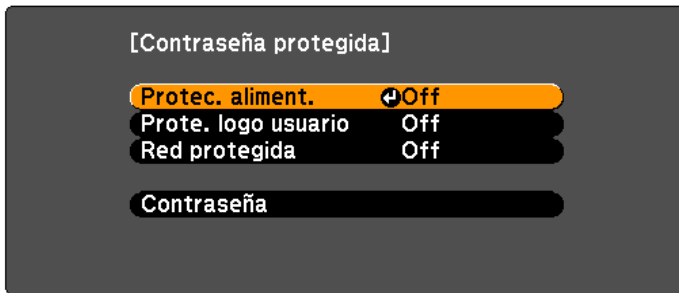 [Contraseña protegida]
Protec. aliment. Off
Prote. logo usuario Off
Red protegida Off
Contraseña